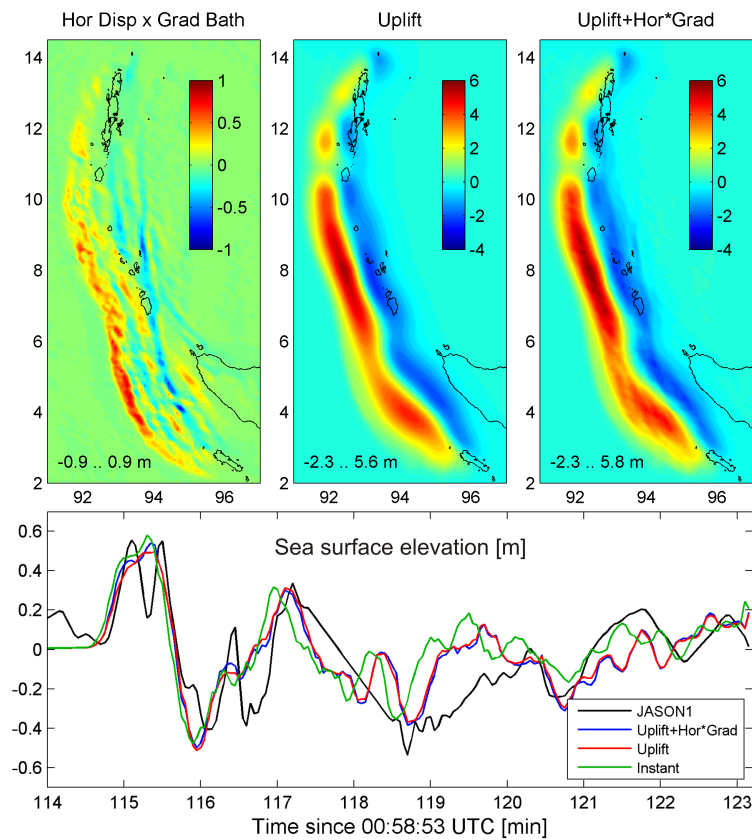 Hor Disp x Grad Bath
Uplift
Uplift+Hor*Grad
14
12
10
8
6
4
2
1
0.5
0
-0.5
-1
-0.9 .. 0.9 m
92 94 96
6
4
2
0
-2
-4
-2.3 .. 5.6 m
92 94 96
6
4
2
0
-2
-4
-2.3 .. 5.8 m
92 94 96
0.6
0.4
0.2
0
-0.2
-0.4
-0.6
Sea surface elevation [m]
JASON1
Uplift+Hor*Grad
Uplift
Instant
114 115 116 117 118 119 120 121 122 123
Time since 00:58:53 UTC [min]